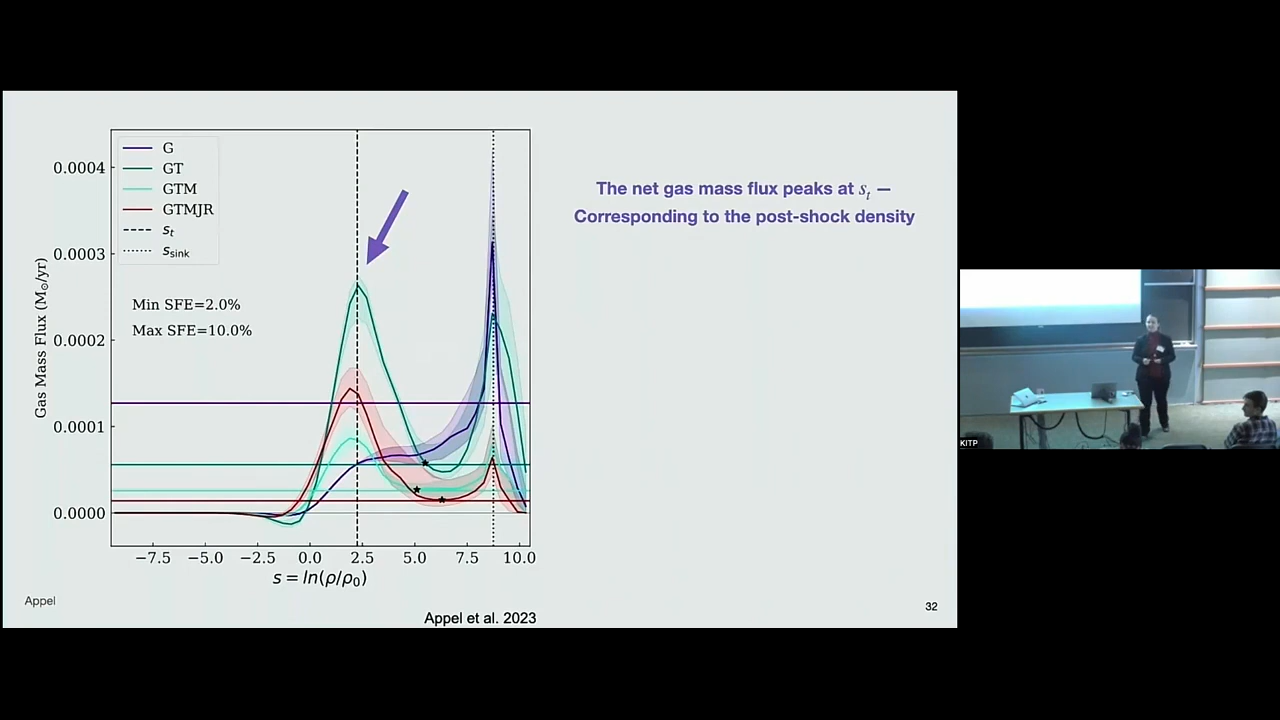 G
GT
GTM
GTMJR
s_t
s_sink
Min SFE=2.0%
Max SFE=10.0%
Gas Mass Flux (M⊙/yr)
0.0004
0.0003
0.0002
0.0001
0.0000
−7.5 −5.0 −2.5 0.0 2.5 5.0 7.5 10.0
s = ln(ρ/ρ₀)
The net gas mass flux peaks at s_t —
Corresponding to the post-shock density
Appel
Appel et al. 2023
32
KITP